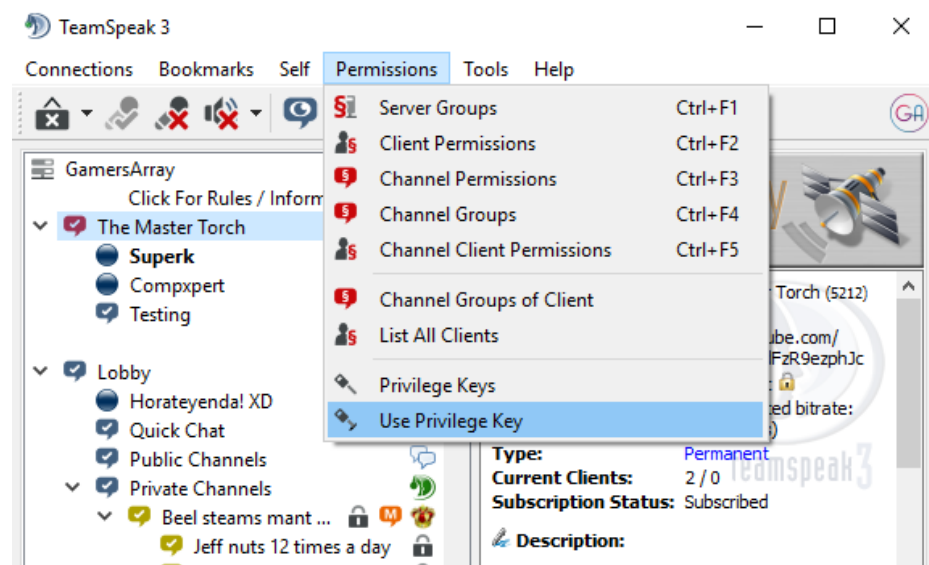 TeamSpeak 3
Connections Bookmarks Self Permissions Tools Help
Server Groups Ctrl+F1
Client Permissions Ctrl+F2
Channel Permissions Ctrl+F3
Channel Groups Ctrl+F4
Channel Client Permissions Ctrl+F5
Channel Groups of Client
List All Clients
Privilege Keys
Use Privilege Key
GA
GamersArray
Click For Rules / Inform
The Master Torch
Superk
Compxpert
Testing
Lobby
Horateyenda! XD
Quick Chat
Public Channels
Private Channels
Beel steams mant ...
M
Jeff nuts 12 times a day
Torch (5212)
ube.com/
FzR9ezphJc
:
ted bitrate:
Type: Permanent
Current Clients: 2 / 0
Subscription Status: Subscribed
teamspeak 3
Description: